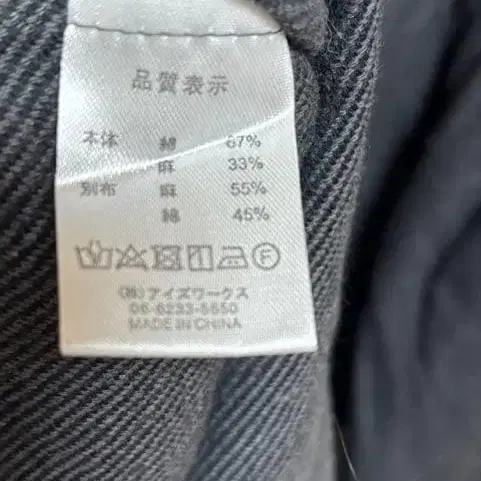 品質表示
本体 綿 67%
麻 33%
別布 麻 55%
綿 45%
F
(株)アイズワークス
06-6233-5650
MADE IN CHINA